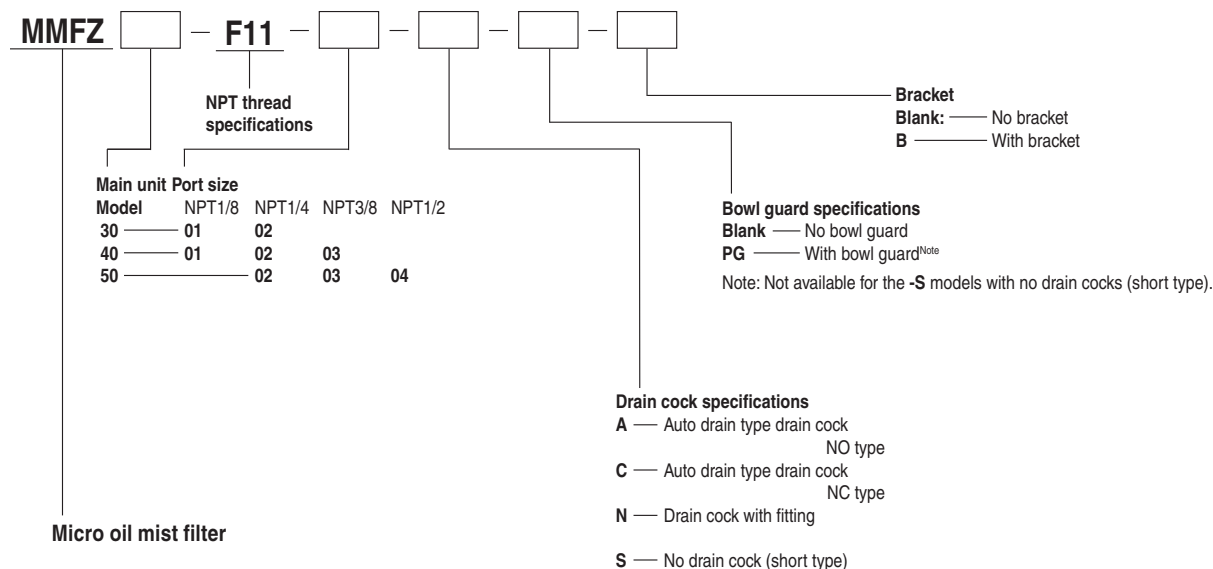 MMFZ — F11 — — — —
NPT thread
specifications
Main unit Port size
Model NPT1/8 NPT1/4 NPT3/8 NPT1/2
30 — 01 02
40 — 01 02 03
50 — 02 03 04
Bracket
Blank: — No bracket
B — With bracket
Bowl guard specifications
Blank — No bowl guard
PG — With bowl guardNote
Note: Not available for the -S models with no drain cocks (short type).
Drain cock specifications
A — Auto drain type drain cock
NO type
C — Auto drain type drain cock
NC type
N — Drain cock with fitting
S — No drain cock (short type)
Micro oil mist filter